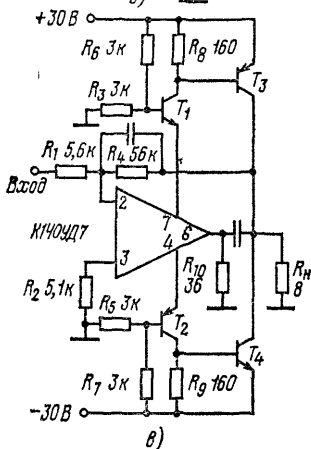 +30 В
R6 3к
R8 160
R3 3к
T1
T3
R1 5,6к
R4 56к
Вход
2
7
6
К140УД7
4
3
R10 36
Rн 8
R2 5,1к
R5 3к
T2
T4
R7 3к
R9 160
-30 В
в)